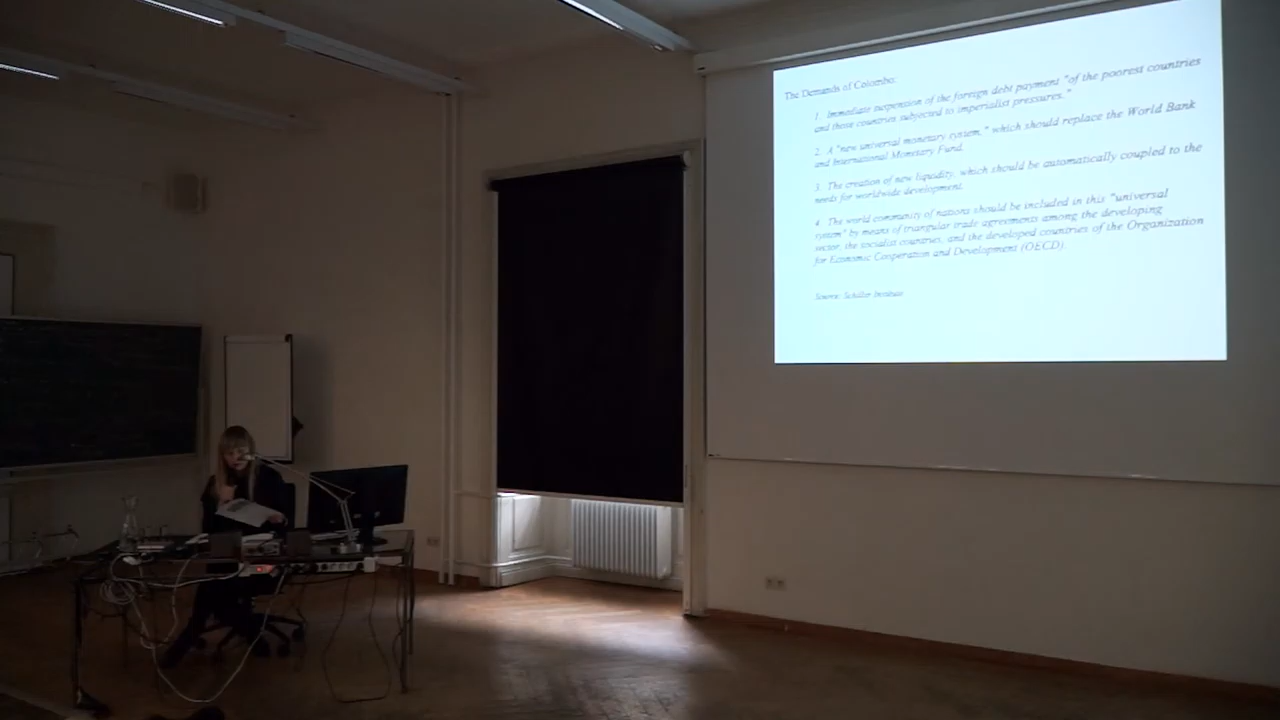 The Demands of Colombo:
1. Immediate suspension of the foreign debt payment "of the poorest countries
and those countries subjected to imperialist pressures."
2. A "new universal monetary system," which should replace the World Bank
and International Monetary Fund.
3. The creation of new liquidity, which should be automatically coupled to the
needs for worldwide development.
4. The world community of nations should be included in this "universal
system" by means of triangular trade agreements among the developing
sector, the socialist countries, and the developed countries of the Organization
for Economic Cooperation and Development (OECD).
Source: Schiller Institute